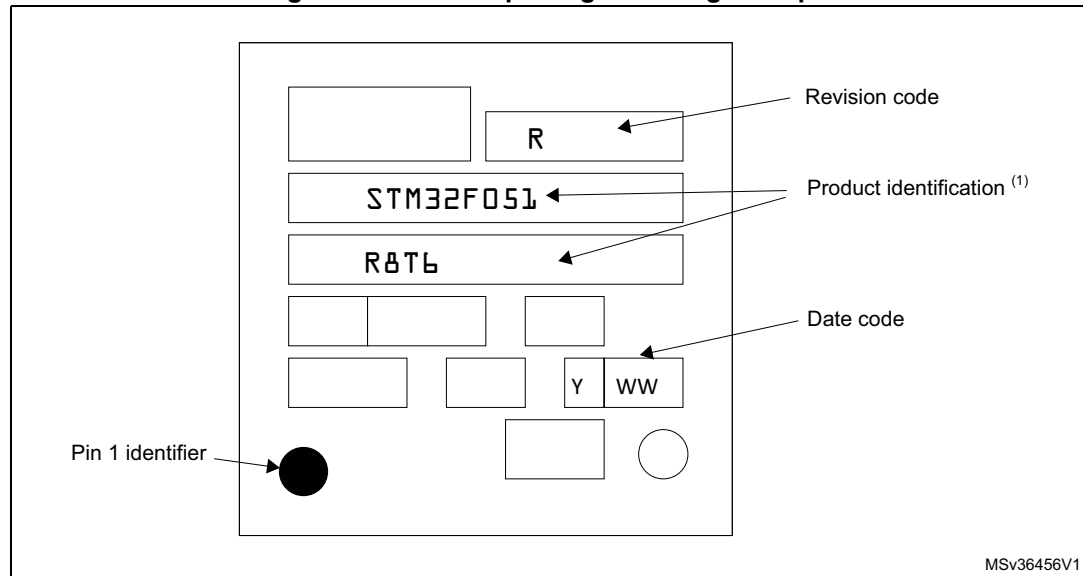 Revision code
R
Product identification (1)
STM32F051
R8T6
Date code
Y WW
Pin 1 identifier
MSv36456V1